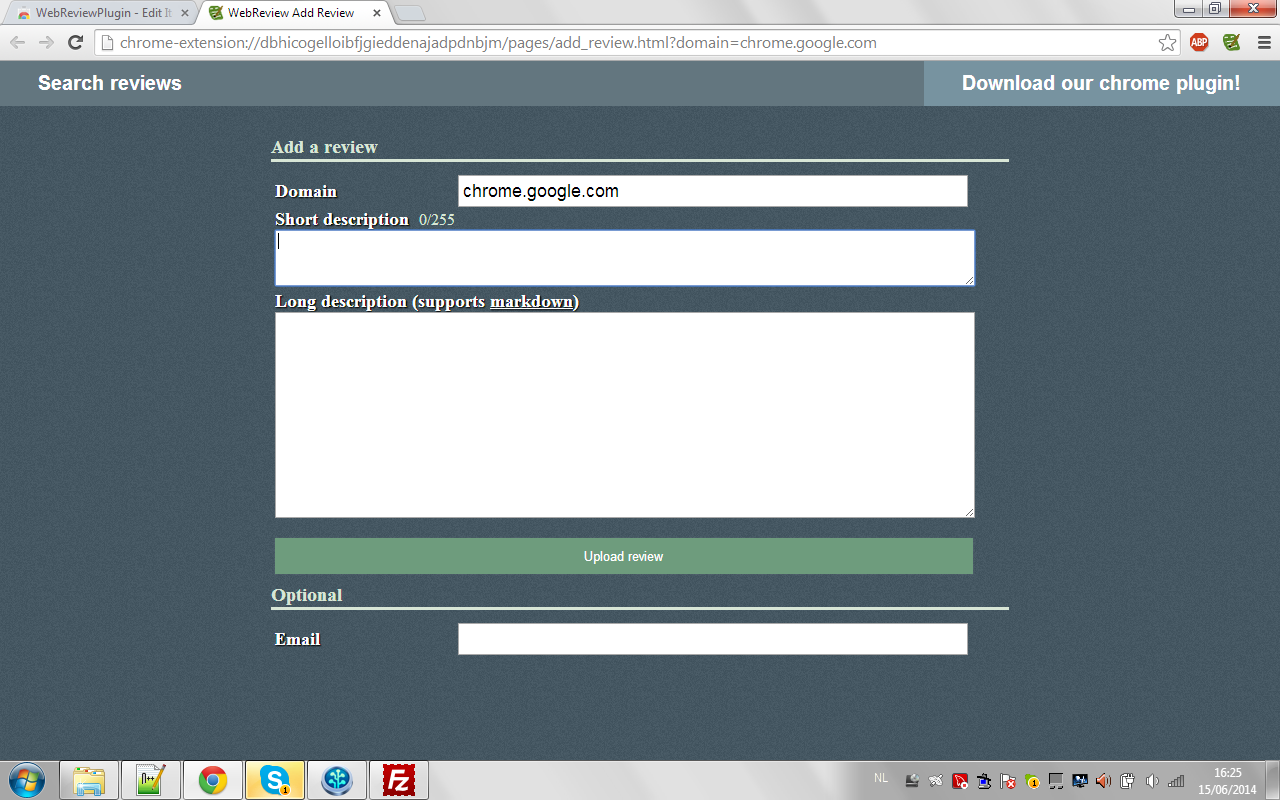 WebReviewPlugin - Edit It
WebReview Add Review
chrome-extension://dbhicogelloibfjgieddenajadpdnbjm/pages/add_review.html?domain=chrome.google.com
ABP
Search reviews
Download our chrome plugin!
Add a review
Domain
chrome.google.com
Short description 0/255
Long description (supports markdown)
Upload review
Optional
Email
NL
16:25
15/06/2014